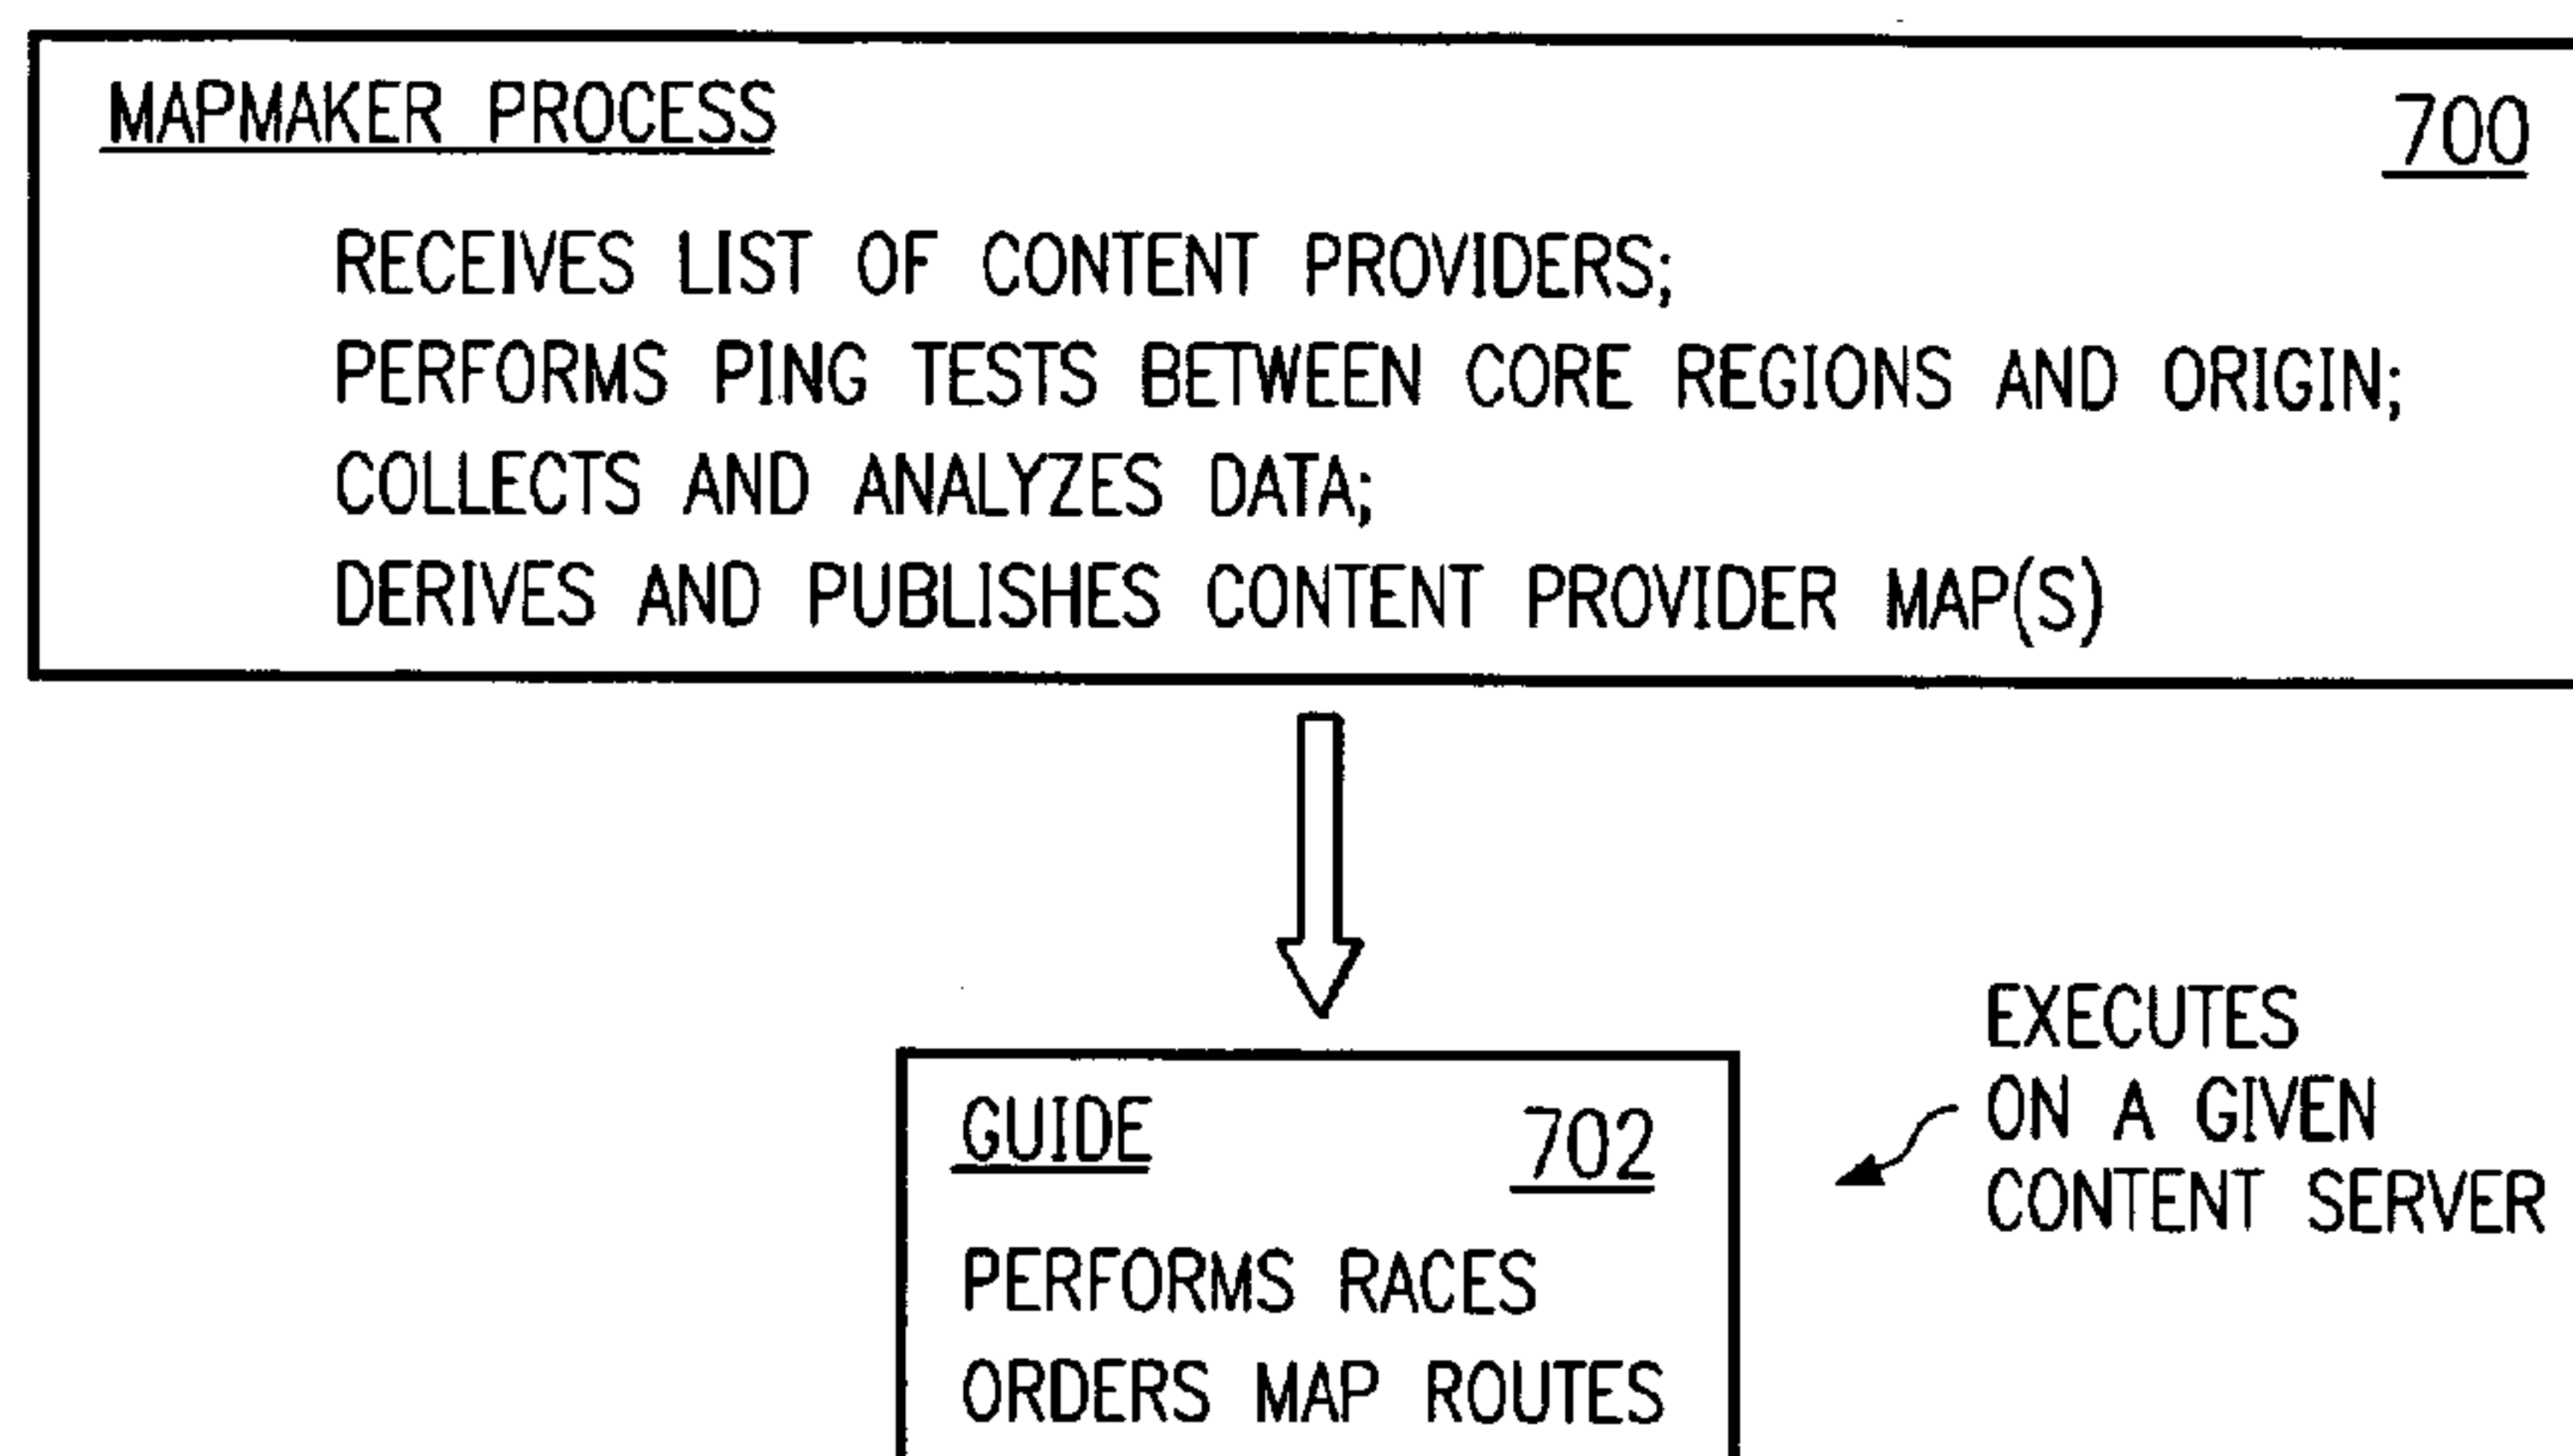 MAPMAKER PROCESS 700
RECEIVES LIST OF CONTENT PROVIDERS;
PERFORMS PING TESTS BETWEEN CORE REGIONS AND ORIGIN;
COLLECTS AND ANALYZES DATA;
DERIVES AND PUBLISHES CONTENT PROVIDER MAP(S)
EXECUTES
ON A GIVEN
CONTENT SERVER
GUIDE 702
PERFORMS RACES
ORDERS MAP ROUTES